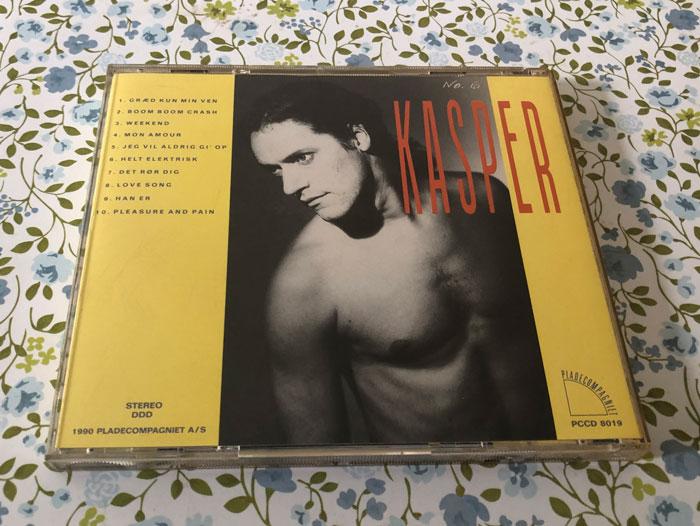 No. 6
KASPER
1. GRÆD KUN MIN VEN
2. BOOM BOOM CRASH
3. WEEKEND
4. MON AMOUR
5. JEG VIL ALDRIG GI' OP
6. HELT ELEKTRISK
7. DET RØR DIG
8. LOVE SONG
9. HAN ER
10. PLEASURE AND PAIN
STEREO
DDD
1990 PLADECOMPAGNIET A/S
PLADECOMPAGNIET
PCCD 8019